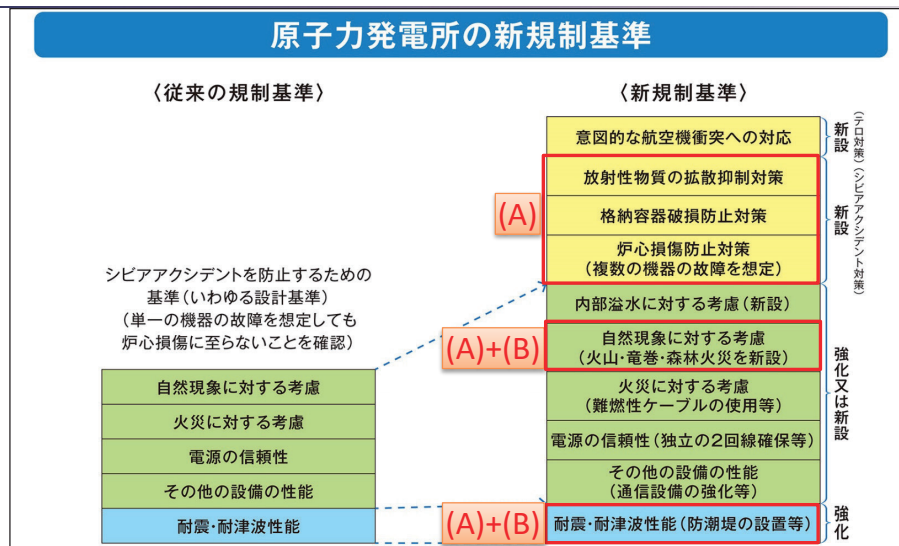 原子力発電所の新規制基準
〈従来の規制基準〉
シビアアクシデントを防止するための
基準(いわゆる設計基準)
(単一の機器の故障を想定しても
炉心損傷に至らないことを確認)
自然現象に対する考慮
火災に対する考慮
電源の信頼性
その他の設備の性能
耐震・耐津波性能
〈新規制基準〉
意図的な航空機衝突への対応
放射性物質の拡散抑制対策
格納容器破損防止対策
炉心損傷防止対策
(複数の機器の故障を想定)
内部溢水に対する考慮(新設)
自然現象に対する考慮
(火山・竜巻・森林火災を新設)
火災に対する考慮
(難燃性ケーブルの使用等)
電源の信頼性(独立の2回線確保等)
その他の設備の性能
(通信設備の強化等)
耐震・耐津波性能(防潮堤の設置等)
(A)
(A)+(B)
(A)+(B)
新設
(テロ対策)
新設
(シビアアクシデント対策)
強化又は新設
強化